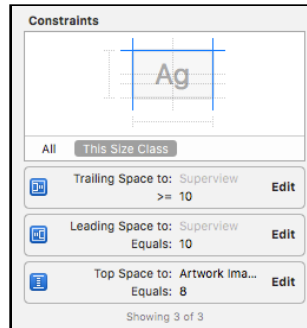 Constraints
Ag
All This Size Class
Trailing Space to: Superview
>= 10 Edit
Leading Space to: Superview
Equals: 10 Edit
Top Space to: Artwork Ima...
Equals: 8 Edit
Showing 3 of 3